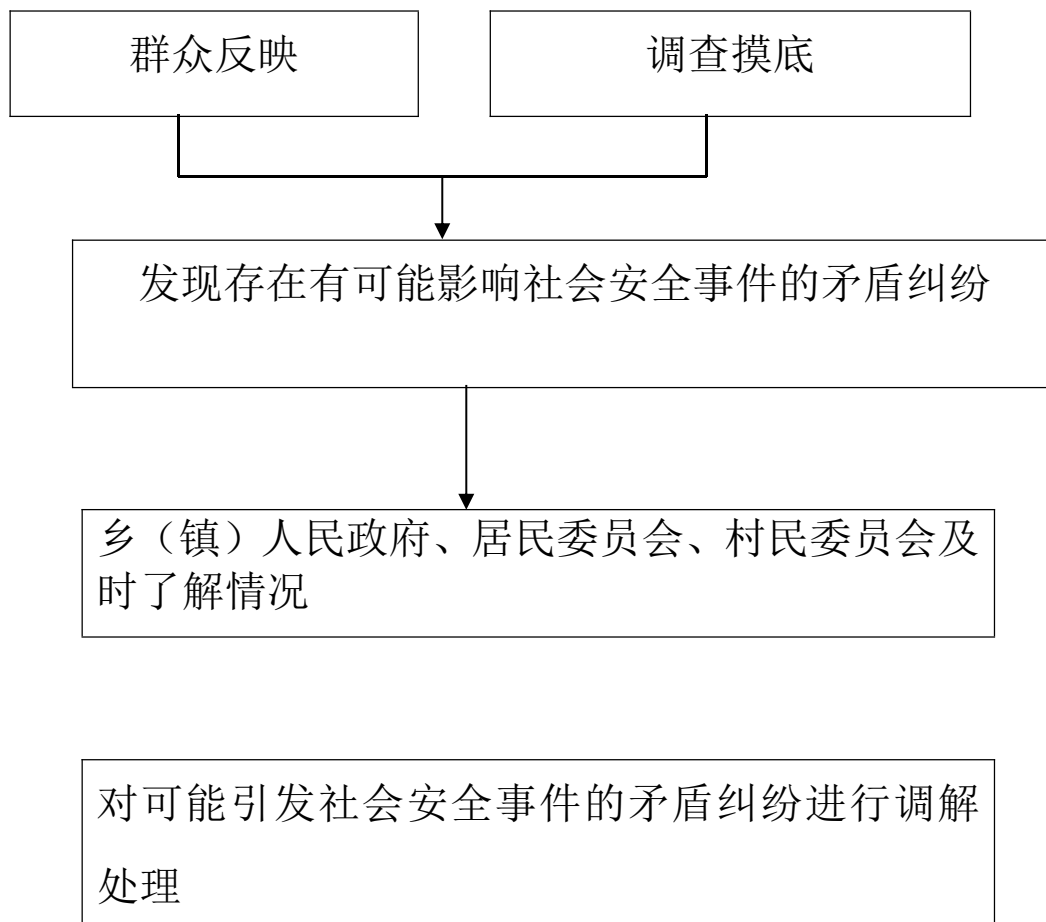 群众反映
调查摸底
发现存在有可能影响社会安全事件的矛盾纠纷
乡（镇）人民政府、居民委员会、村民委员会及
时了解情况
对可能引发社会安全事件的矛盾纠纷进行调解
处理